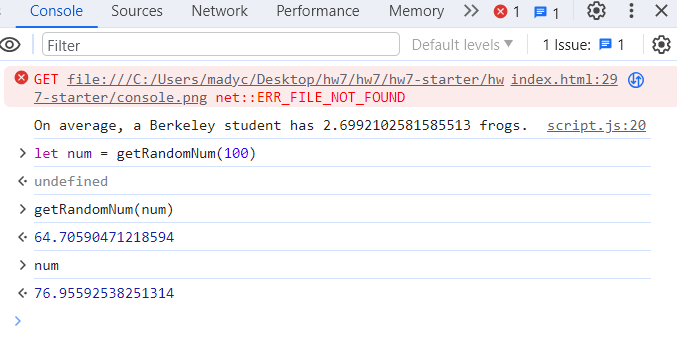 Console Sources Network Performance Memory 1 1
Filter Default levels 1 Issue: 1
GET file:///C:/Users/madyc/Desktop/hw7/hw7/hw7-starter/hw index.html:29
7-starter/console.png net::ERR_FILE_NOT_FOUND
On average, a Berkeley student has 2.6992102581585513 frogs. script.js:20
let num = getRandomNum(100)
undefined
getRandomNum(num)
64.70590471218594
num
76.95592538251314